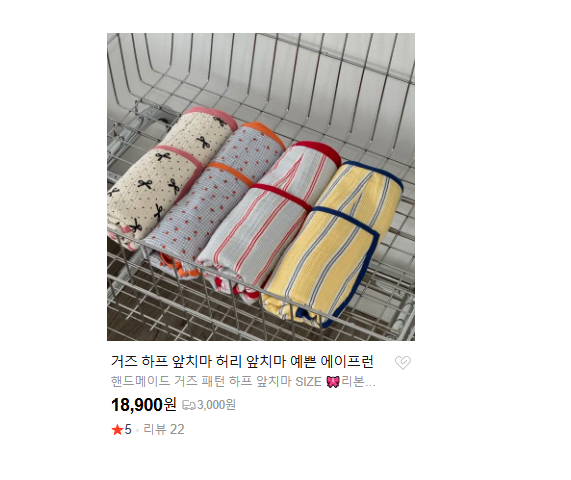 거즈 하프 앞치마 허리 앞치마 예쁜 에이프런
핸드메이드 거즈 패턴 하프 앞치마 SIZE 🎀리본...
18,900원 3,000원
★5 · 리뷰 22